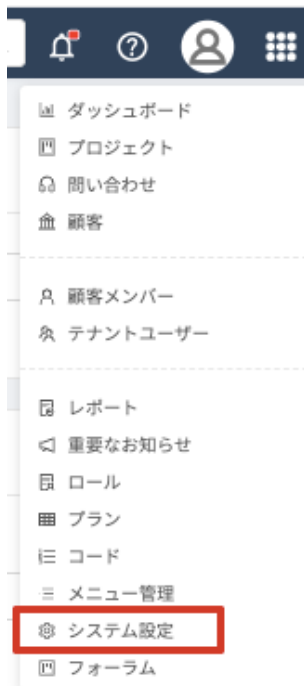 ダッシュボード
プロジェクト
問い合わせ
顧客
顧客メンバー
テナントユーザー
レポート
重要なお知らせ
ロール
プラン
コード
メニュー管理
システム設定
フォーラム